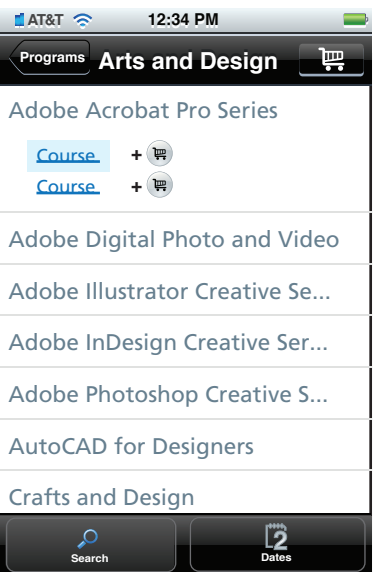 AT&T 12:34 PM
Programs Arts and Design
Adobe Acrobat Pro Series
Course +
Course +
Adobe Digital Photo and Video
Adobe Illustrator Creative Se...
Adobe InDesign Creative Ser...
Adobe Photoshop Creative S...
AutoCAD for Designers
Crafts and Design
2
Search Dates